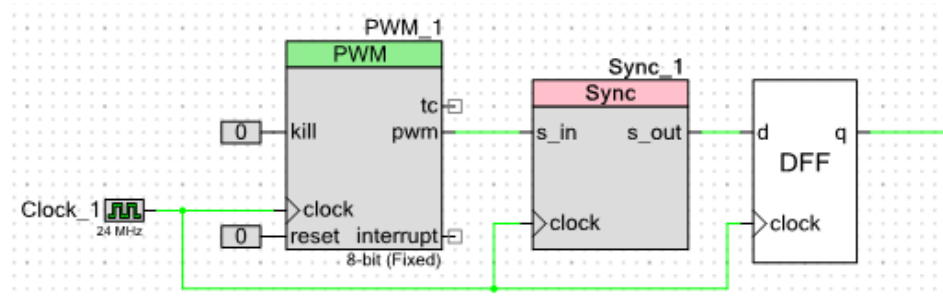 PWM_1
PWM
tc
0
kill
pwm
Clock_1
24 MHz
clock
0
reset
interrupt
8-bit (Fixed)
Sync_1
Sync
s_in
s_out
clock
d
q
DFF
clock